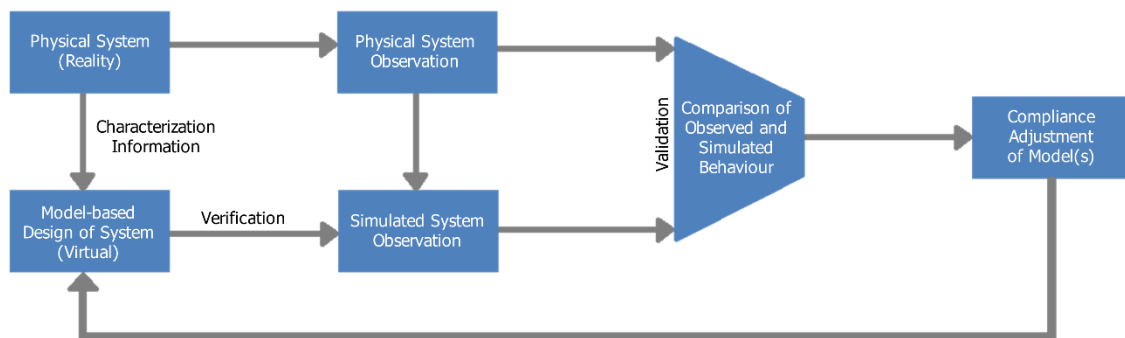 Physical System
(Reality)
Physical System
Observation
Characterization
Information
Validation
Comparison of
Observed and
Simulated
Behaviour
Compliance
Adjustment
of Model(s)
Model-based
Design of System
(Virtual)
Verification
Simulated System
Observation